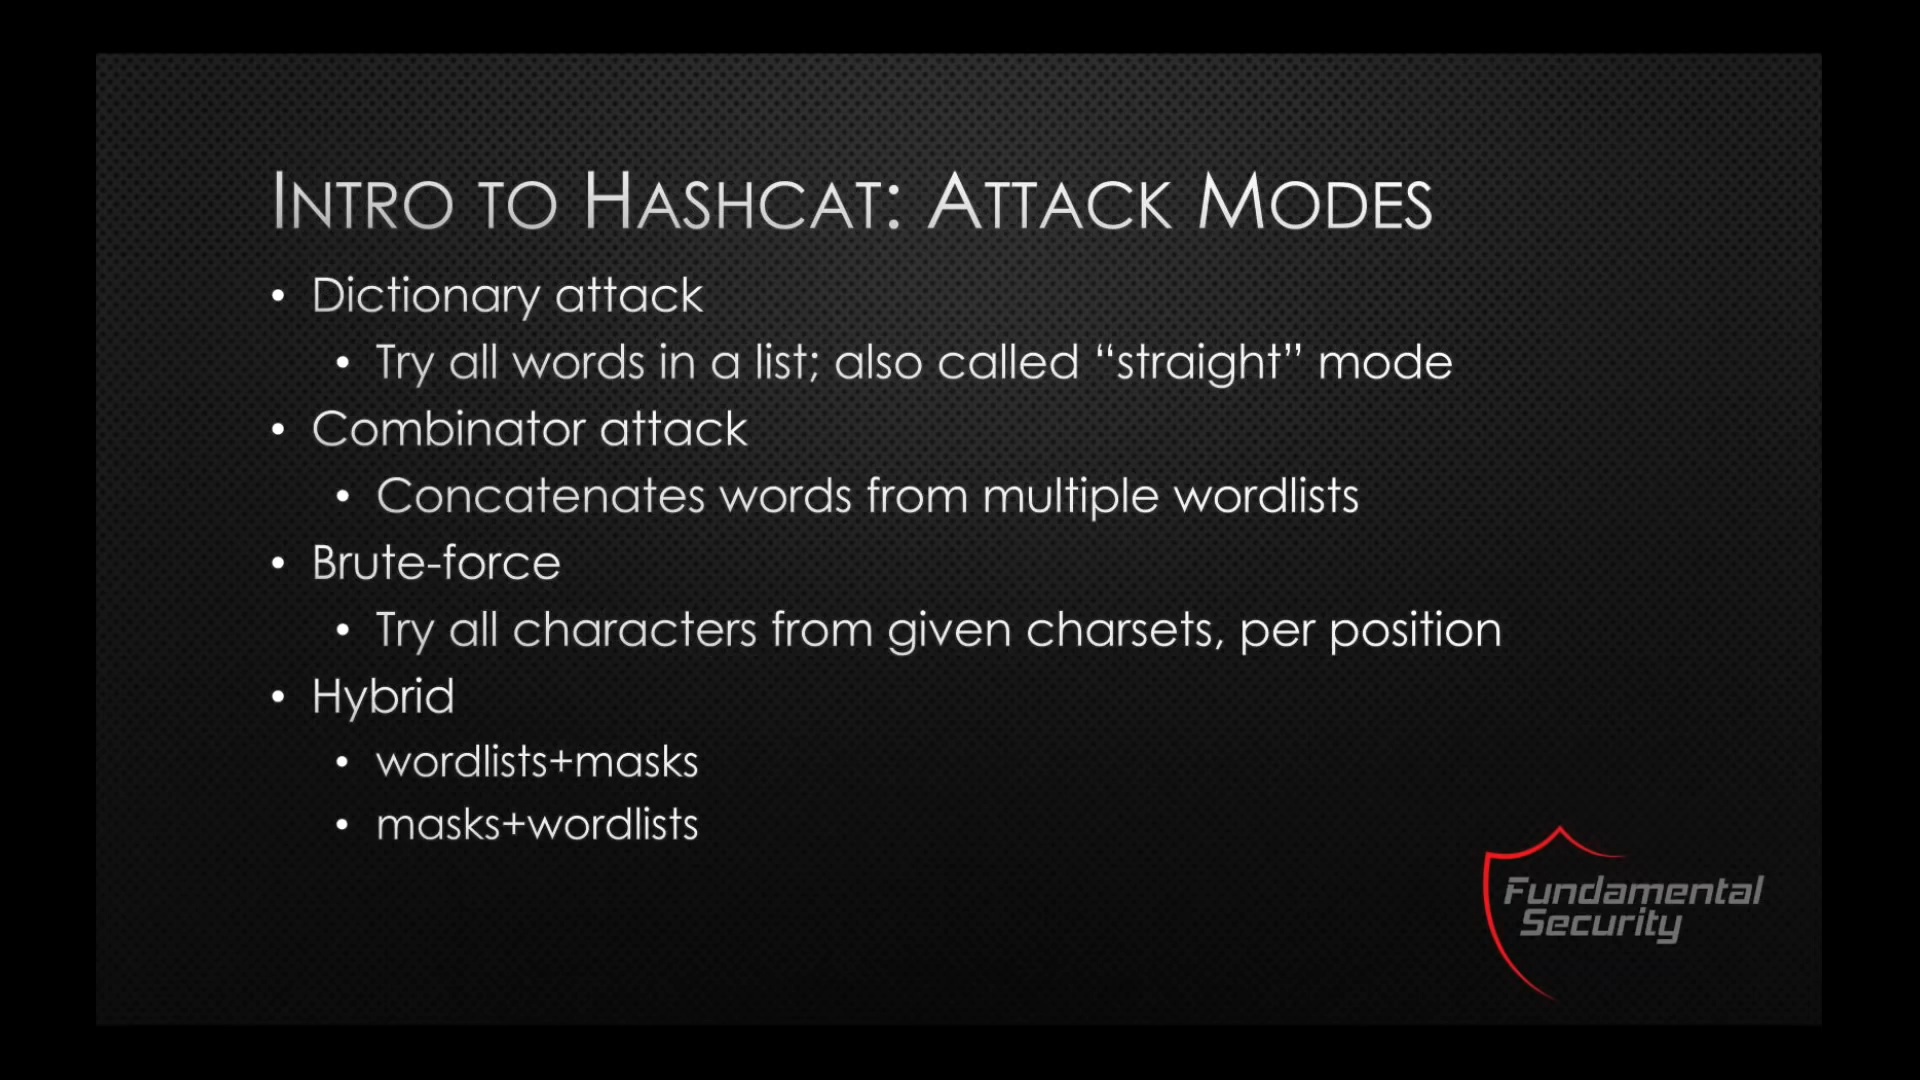 INTRO TO HASHCAT: ATTACK MODES
• Dictionary attack
• Try all words in a list; also called “straight” mode
• Combinator attack
• Concatenates words from multiple wordlists
• Brute-force
• Try all characters from given charsets, per position
• Hybrid
• wordlists+masks
• masks+wordlists
Fundamental
Security